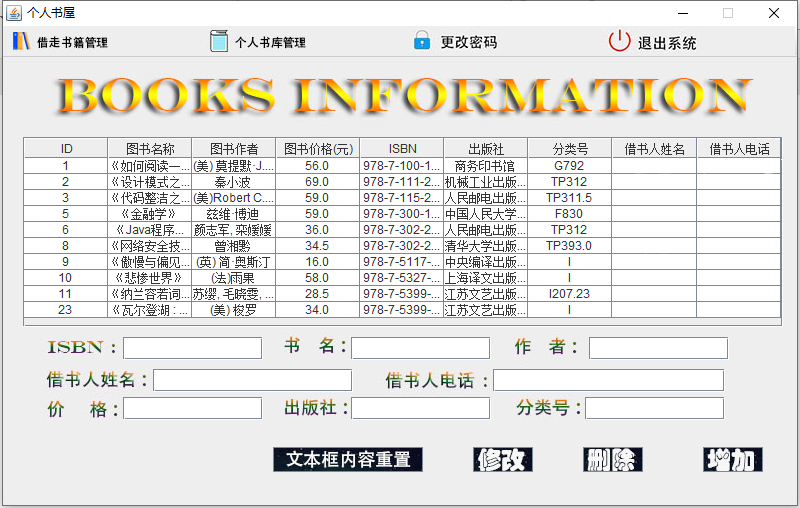 个人书屋
借走书籍管理 个人书库管理 更改密码 退出系统
BOOKS INFORMATION
ID 图书名称 图书作者 图书价格(元) ISBN 出版社 分类号 借书人姓名 借书人电话
1 《如何阅读一... (美) 莫提默·J.... 56.0 978-7-100-1... 商务印书馆 G792
2 《设计模式之... 秦小波 69.0 978-7-111-2... 机械工业出版... TP312
3 《代码整洁之... (美)Robert C.... 59.0 978-7-115-2... 人民邮电出版... TP311.5
5 《金融学》 兹维·博迪 59.0 978-7-300-1... 中国人民大学... F830
6 《Java程序... 颜志军, 栾媛媛 36.0 978-7-302-2... 人民邮电出版... TP312
8 《网络安全技... 曾湘黔 34.5 978-7-302-2... 清华大学出版... TP393.0
9 《傲慢与偏见... (英) 简·奥斯汀 16.0 978-7-5117-... 中央编译出版... I
10 《悲惨世界》 (法)雨果 58.0 978-7-5327-... 上海译文出版... I
11 《纳兰容若词... 苏缨, 毛晓雯, ... 28.5 978-7-5399-... 江苏文艺出版... I207.23
23 《瓦尔登湖 : ... (美) 梭罗 34.0 978-7-5399-... 江苏文艺出版... I
ISBN： 书 名： 作 者：
借书人姓名： 借书人电话：
价 格： 出版社： 分类号：
文本框内容重置 修改 删除 增加